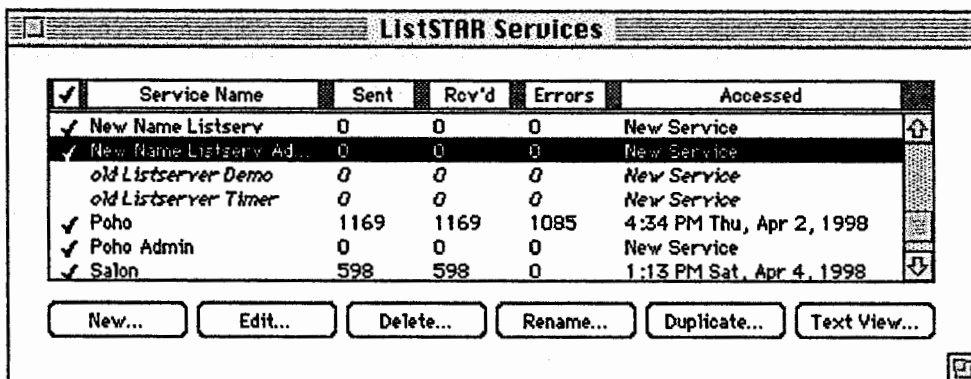 ListSTAR Services
✓ Service Name Sent Rcv'd Errors Accessed
✓ New Name Listserv 0 0 0 New Service
✓ New Name Listserv Ad... 0 0 0 New Service
old Listserver Demo 0 0 0 New Service
old Listserver Timer 0 0 0 New Service
✓ Poho 1169 1169 1085 4:34 PM Thu, Apr 2, 1998
✓ Poho Admin 0 0 0 New Service
✓ Salon 598 598 0 1:13 PM Sat, Apr 4, 1998
New... Edit... Delete... Rename... Duplicate... Text View...